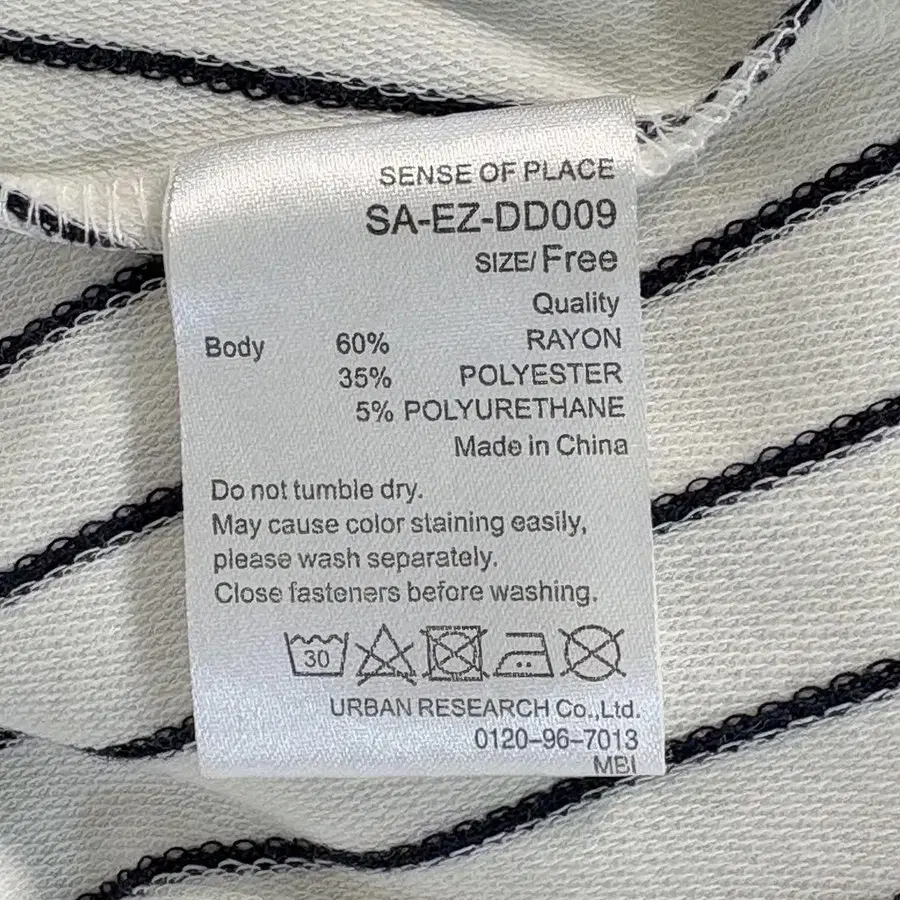 SENSE OF PLACE
SA-EZ-DD009
SIZE/Free
Quality
Body 60% RAYON
35% POLYESTER
5% POLYURETHANE
Made in China
Do not tumble dry.
May cause color staining easily,
please wash separately.
Close fasteners before washing.
30
URBAN RESEARCH Co.,Ltd.
0120-96-7013
MBI